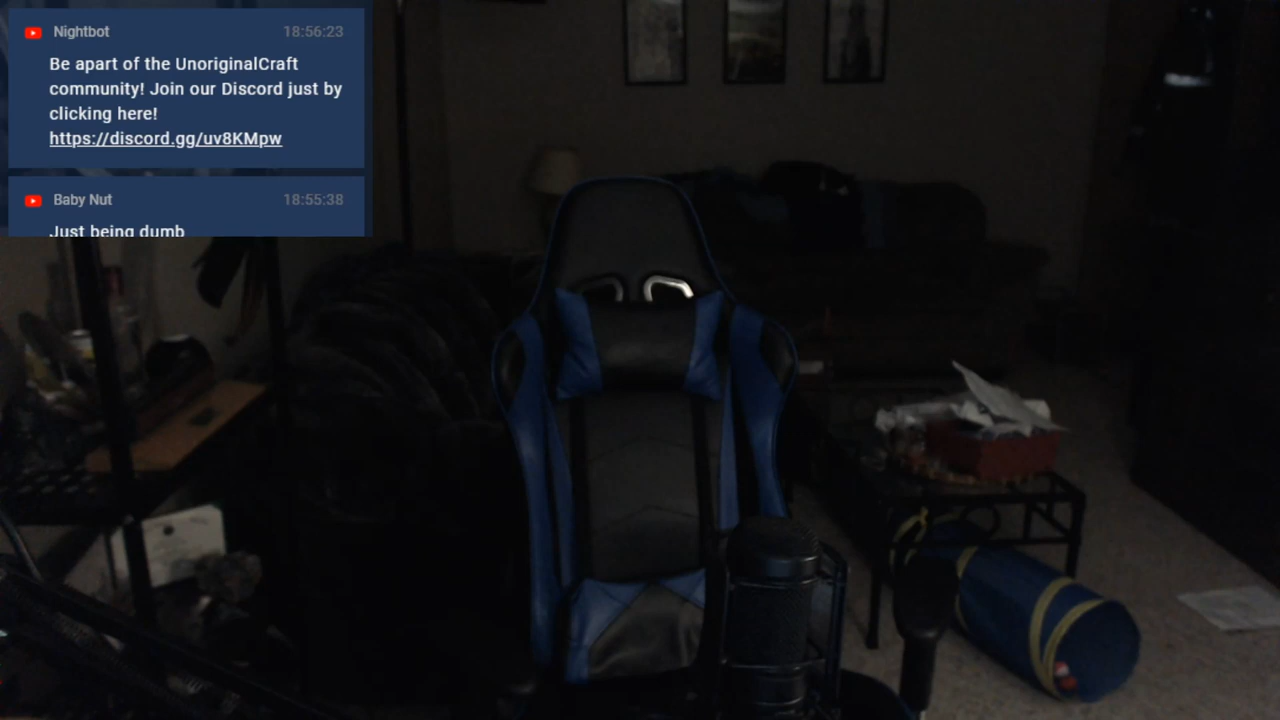 Nightbot 18:56:23
Be apart of the UnoriginalCraft
community! Join our Discord just by
clicking here!
https://discord.gg/uv8KMpw
Baby Nut 18:55:38
Just being dumb